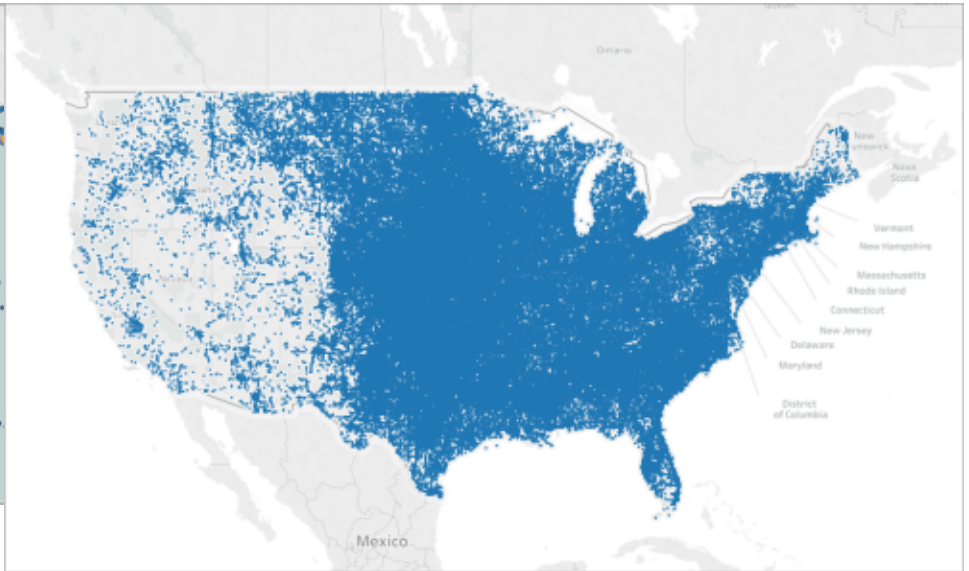 Ontario
New
Nova
Scotia
Vermont
New Hampshire
Massachusetts
Rhode Island
Connecticut
New Jersey
Delaware
Maryland
District
of Columbia
Mexico